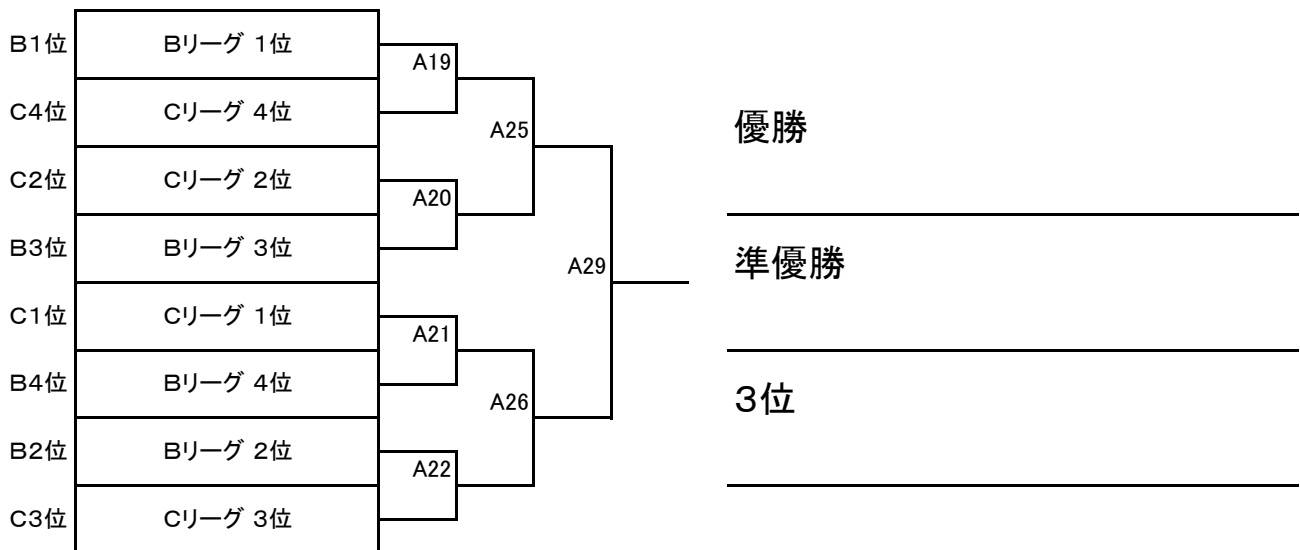 B1位 Bリーグ 1位
A19
C4位 Cリーグ 4位
A25
優勝
C2位 Cリーグ 2位
A20
B3位 Bリーグ 3位
A29
準優勝
C1位 Cリーグ 1位
A21
B4位 Bリーグ 4位
A26
3位
B2位 Bリーグ 2位
A22
C3位 Cリーグ 3位